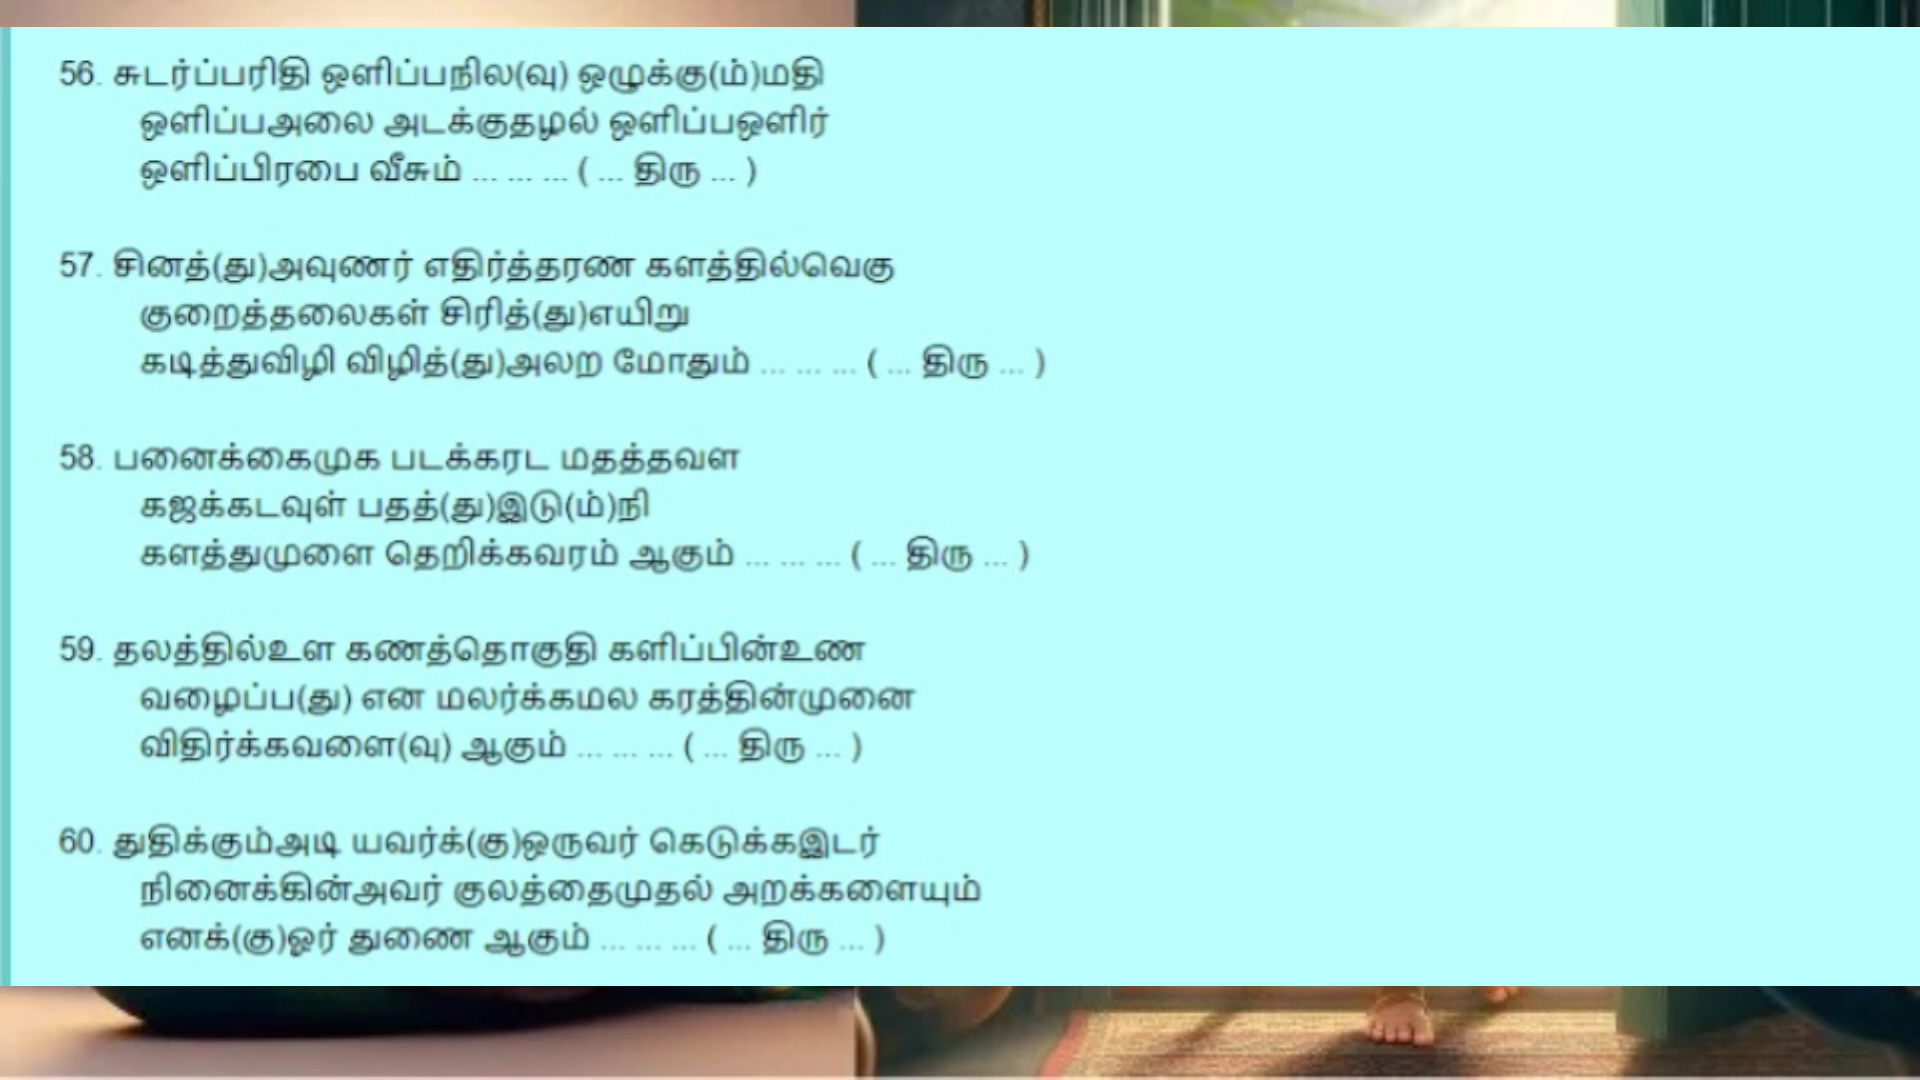 56. சுடர்ப்பரிதி ஒளிப்பநில(வு) ஒழுக்கு(ம்)மதி
ஒளிப்பஅலை அடக்குதழல் ஒளிப்பஒளிர்
ஒளிப்பிரபை வீசும் ... ... ... ( ... திரு ... )
57. சினத்(து)அவுணர் எதிர்த்தரண களத்தில்வெகு
குறைத்தலைகள் சிரித்(து)எயிறு
கடித்துவிழி விழித்(து)அலற மோதும் ... ... ... ( ... திரு ... )
58. பனைக்கைமுக படக்கரட மதத்தவள
கஜக்கடவுள் பதத்(து)இடு(ம்)நி
களத்துமுளை தெறிக்கவரம் ஆகும் ... ... ... ( ... திரு ... )
59. தலத்தில்உள கணத்தொகுதி களிப்பின்உண
வழைப்ப(து) என மலர்க்கமல கரத்தின்முனை
விதிர்க்கவளை(வு) ஆகும் ... ... ... ( ... திரு ... )
60. துதிக்கும்அடி யவர்க்(கு)ஒருவர் கெடுக்கஇடர்
நினைக்கின்அவர் குலத்தைமுதல் அறக்களையும்
எனக்(கு)ஓர் துணை ஆகும் ... ... ... ( ... திரு ... )